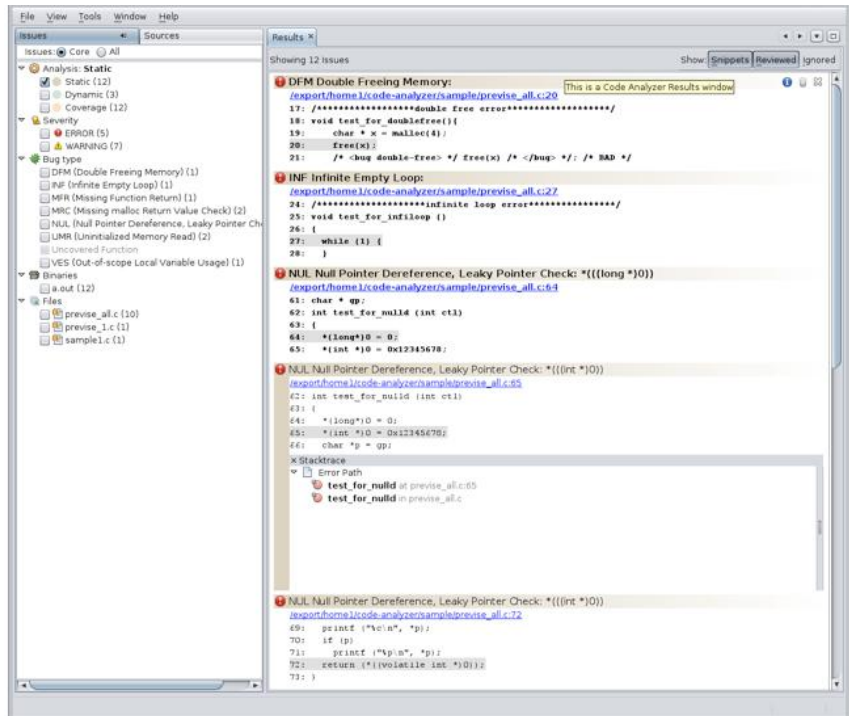 File View Tools Window Help
Issues Sources
Issues: Core All
Analysis: Static
Static (12)
Dynamic (3)
Coverage (12)
Severity
ERROR (5)
WARNING (7)
Bug type
DFM (Double Freeing Memory) (1)
INF (Infinite Empty Loop) (1)
MFR (Missing Function Return) (1)
MRC (Missing malloc Return Value Check) (2)
NUL (Null Pointer Dereference, Leaky Pointer Ch
UMR (Uninitialized Memory Read) (2)
Uncovered Function
VES (Out-of-scope Local Variable Usage) (1)
Binaries
a.out (12)
Files
previse_all.c (10)
previse_1.c (1)
sample1.c (1)
Results
Showing 12 Issues Show: Snippets Reviewed Ignored
DFM Double Freeing Memory:
This is a Code Analyzer Results window
/export/home1/code-analyzer/sample/previse_all.c:20
17: /******************double free error*******************/
18: void test_for_doublefree(){
19: char * x = malloc(4);
20: free(x);
21: /* <bug double-free> */ free(x) /* </bug> */; /* BAD */
INF Infinite Empty Loop:
/export/home1/code-analyzer/sample/previse_all.c:27
24: /********************infinite loop error****************/
25: void test_for_infiloop ()
26: {
27: while (1) {
28: }
NUL Null Pointer Dereference, Leaky Pointer Check: *(((long *)0))
/export/home1/code-analyzer/sample/previse_all.c:64
61: char * gp;
62: int test_for_nulld (int ctl)
63: {
64: *(long*)0 = 0;
65: *(int *)0 = 0x12345678;
NUL Null Pointer Dereference, Leaky Pointer Check: *(((int *)0))
/export/home1/code-analyzer/sample/previse_all.c:65
62: int test_for_nulld (int ctl)
63: {
64: *(long*)0 = 0;
65: *(int *)0 = 0x12345678;
66: char *p = gp;
Stacktrace
Error Path
test_for_nulld at previse_all.c:65
test_for_nulld in previse_all.c
NUL Null Pointer Dereference, Leaky Pointer Check: *(((int *)0))
/export/home1/code-analyzer/sample/previse_all.c:72
69: printf ("%c\n", *p);
70: if (p)
71: printf ("%p\n", *p);
72: return (*((volatile int *)0));
73: }